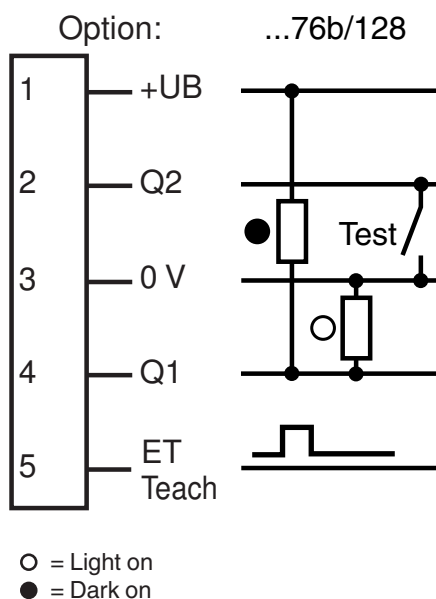 Option: ...76b/128
1 +UB
2 Q2
Test
3 0 V
4 Q1
5 ET
Teach
○ = Light on
● = Dark on